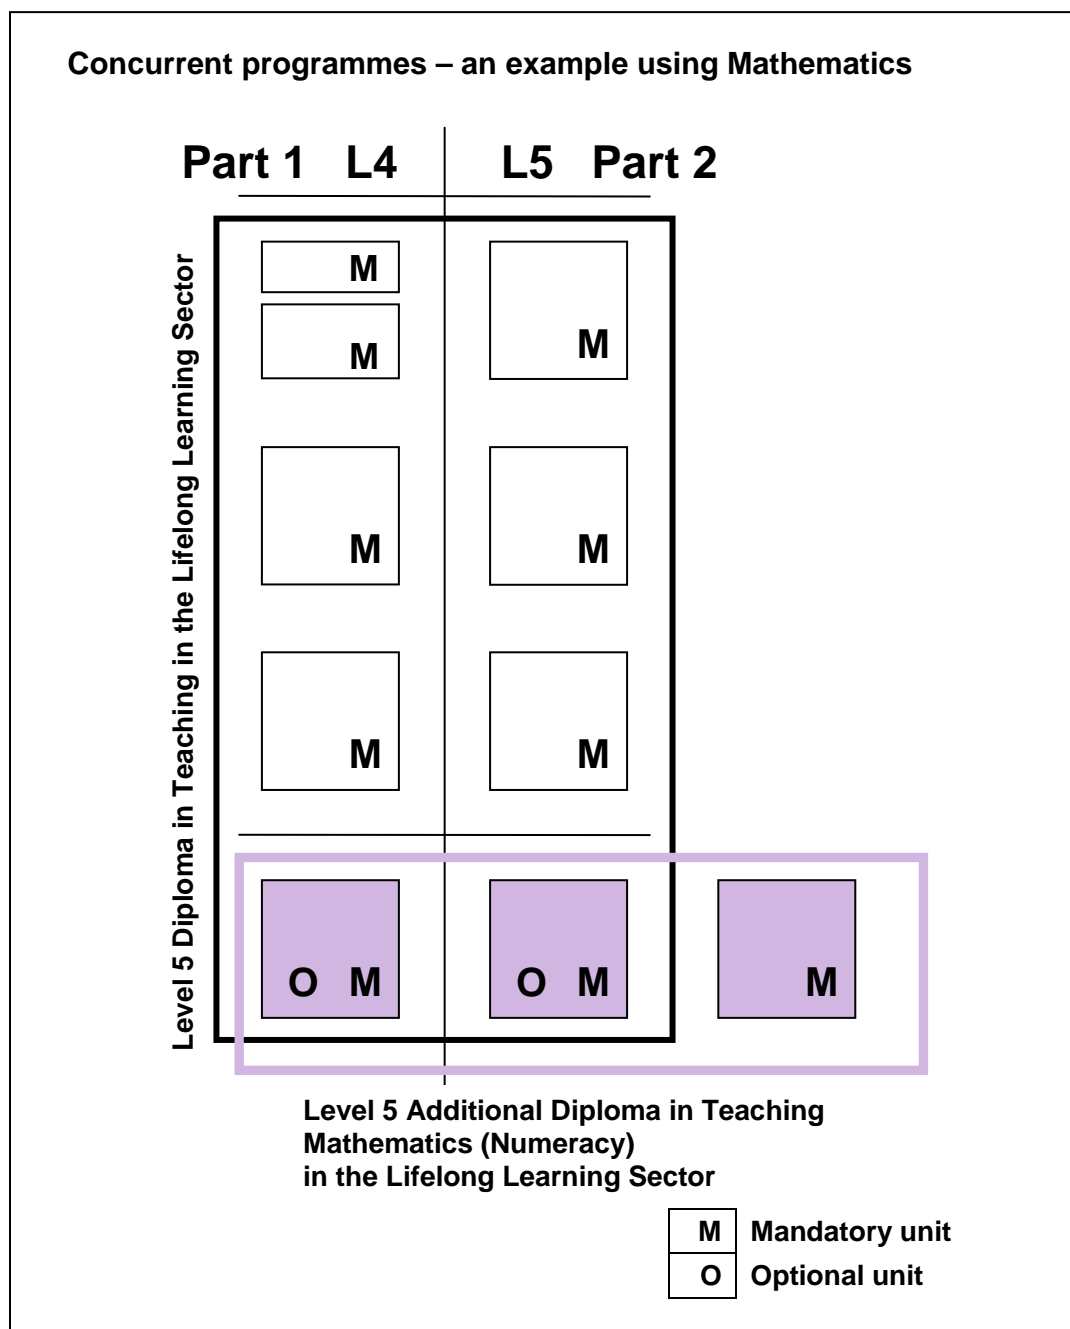 Concurrent programmes – an example using Mathematics
Part 1 L4 L5 Part 2
Level 5 Diploma in Teaching in the Lifelong Learning Sector
M
M
M
M
M
M
M
O M
O M
M
Level 5 Additional Diploma in Teaching
Mathematics (Numeracy)
in the Lifelong Learning Sector
M Mandatory unit
O Optional unit